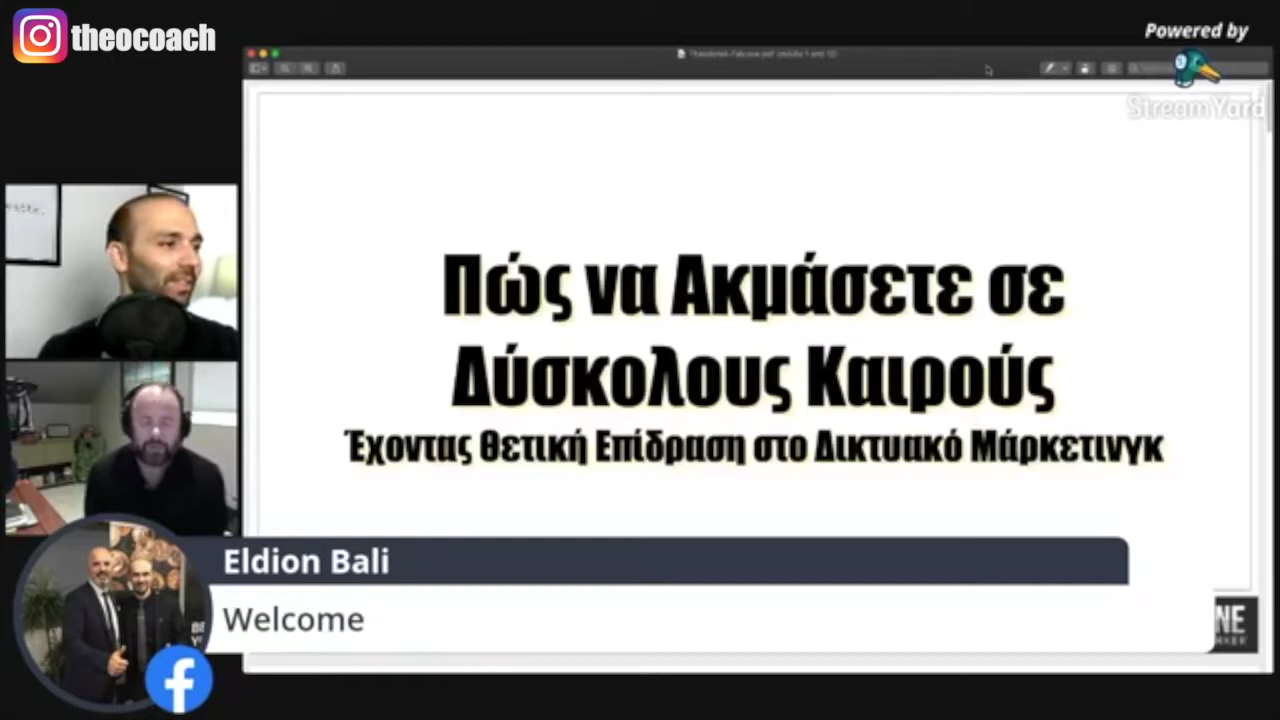 theocoach
Powered by
StreamYard
Πώς να Ακμάσετε σε
Δύσκολους Καιρούς
Έχοντας Θετική Επίδραση στο Δικτυακό Μάρκετινγκ
Eldion Bali
Welcome
NE